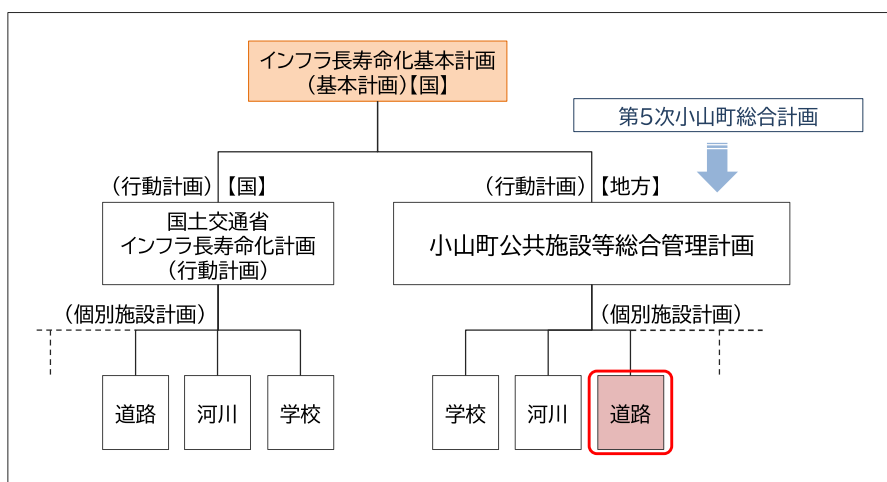 インフラ長寿命化基本計画
(基本計画)【国】
第5次小山町総合計画
(行動計画)【国】
(行動計画)【地方】
国土交通省
インフラ長寿命化計画
(行動計画)
小山町公共施設等総合管理計画
(個別施設計画)
(個別施設計画)
道路
河川
学校
学校
河川
道路